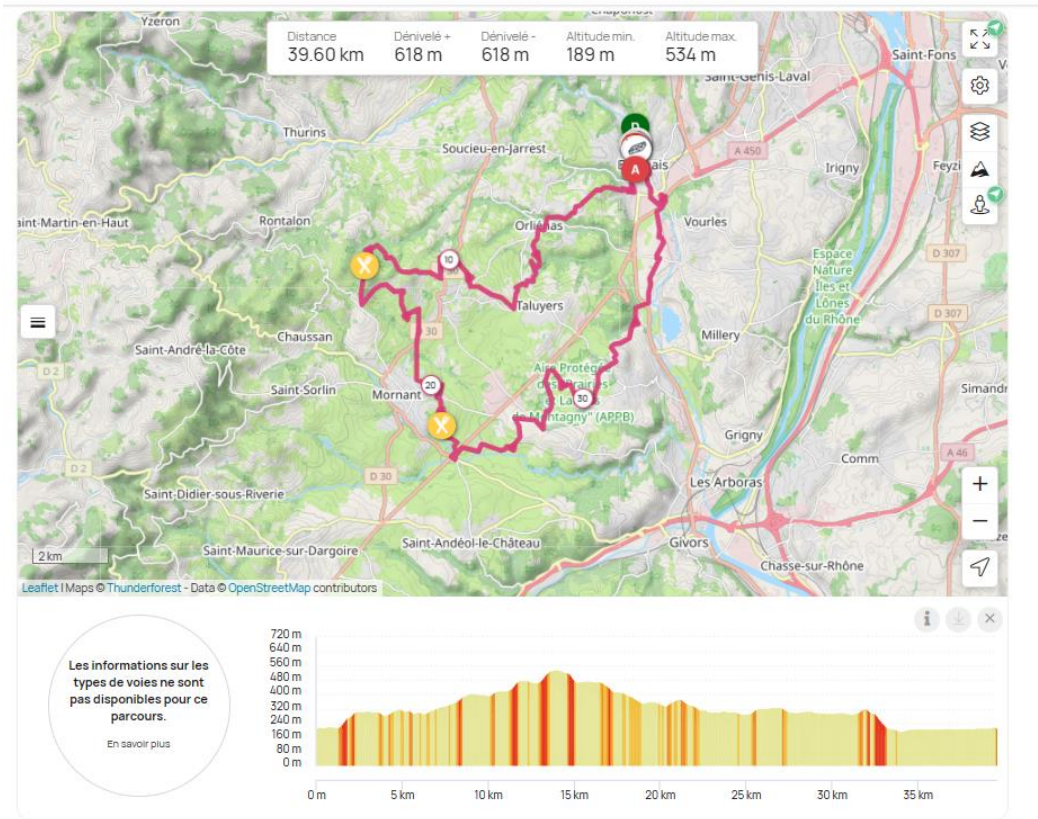 Yzeron
Distance
Dénivelé +
Dénivelé -
Altitude min.
Altitude max.
39.60 km
618 m
618 m
189 m
534 m
Saint-Fons
Saint-Genis-Laval
Thurins
Soucieu-en-Jarrest
A
A 450
Irigny
Feyzi
aint-Martin-en-Haut
Rontalon
Orliénas
Vourles
10
Espace
Nature
Îles et
Lônes
du Rhône
D 307
Taluyers
D 307
30
Chaussan
Millery
Saint-André-la-Côte
D 2
Aire Protégé
des "Prairies
et La
de Montagny" (APPB)
20
30
Saint-Sorlin
Mornant
Simandr
Grigny
Comm
A 46
D 2
D 30
Les Arboras
Saint-Didier-sous-Riverie
Saint-Maurice-sur-Dargoire
Saint-Andéol-le-Château
Givors
Chasse-sur-Rhône
+
−
2 km
Leaflet | Maps © Thunderforest - Data © OpenStreetMap contributors
Les informations sur les
types de voies ne sont
pas disponibles pour ce
parcours.
En savoir plus
720 m
640 m
560 m
480 m
400 m
320 m
240 m
160 m
80 m
0 m
0 m
5 km
10 km
15 km
20 km
25 km
30 km
35 km